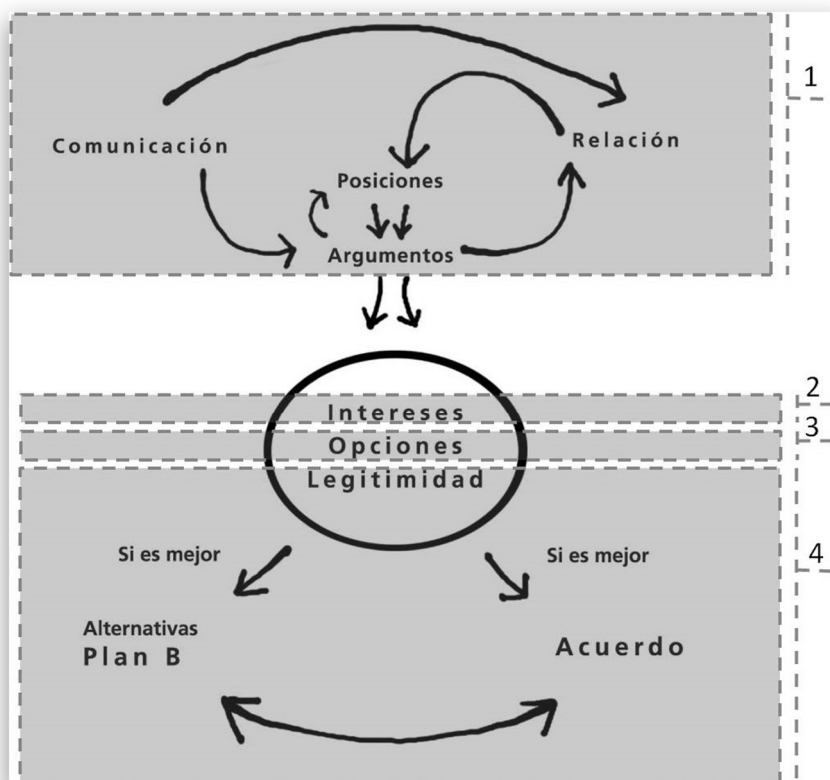 1
Comunicación
Relación
Posiciones
Argumentos
2
Intereses
3
Opciones
Legitimidad
4
Si es mejor
Si es mejor
Alternativas
Plan B
Acuerdo